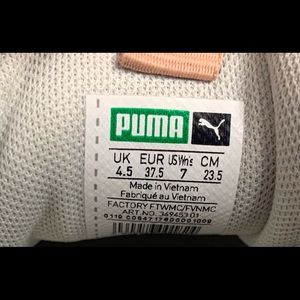 PUMA
UK EUR US Wn's CM
4.5 37.5 7 23.5
Made in Vietnam
Fabriqué au Vietnam
FACTORY FTWMC/FVNMC
ART.NO. 369453 01